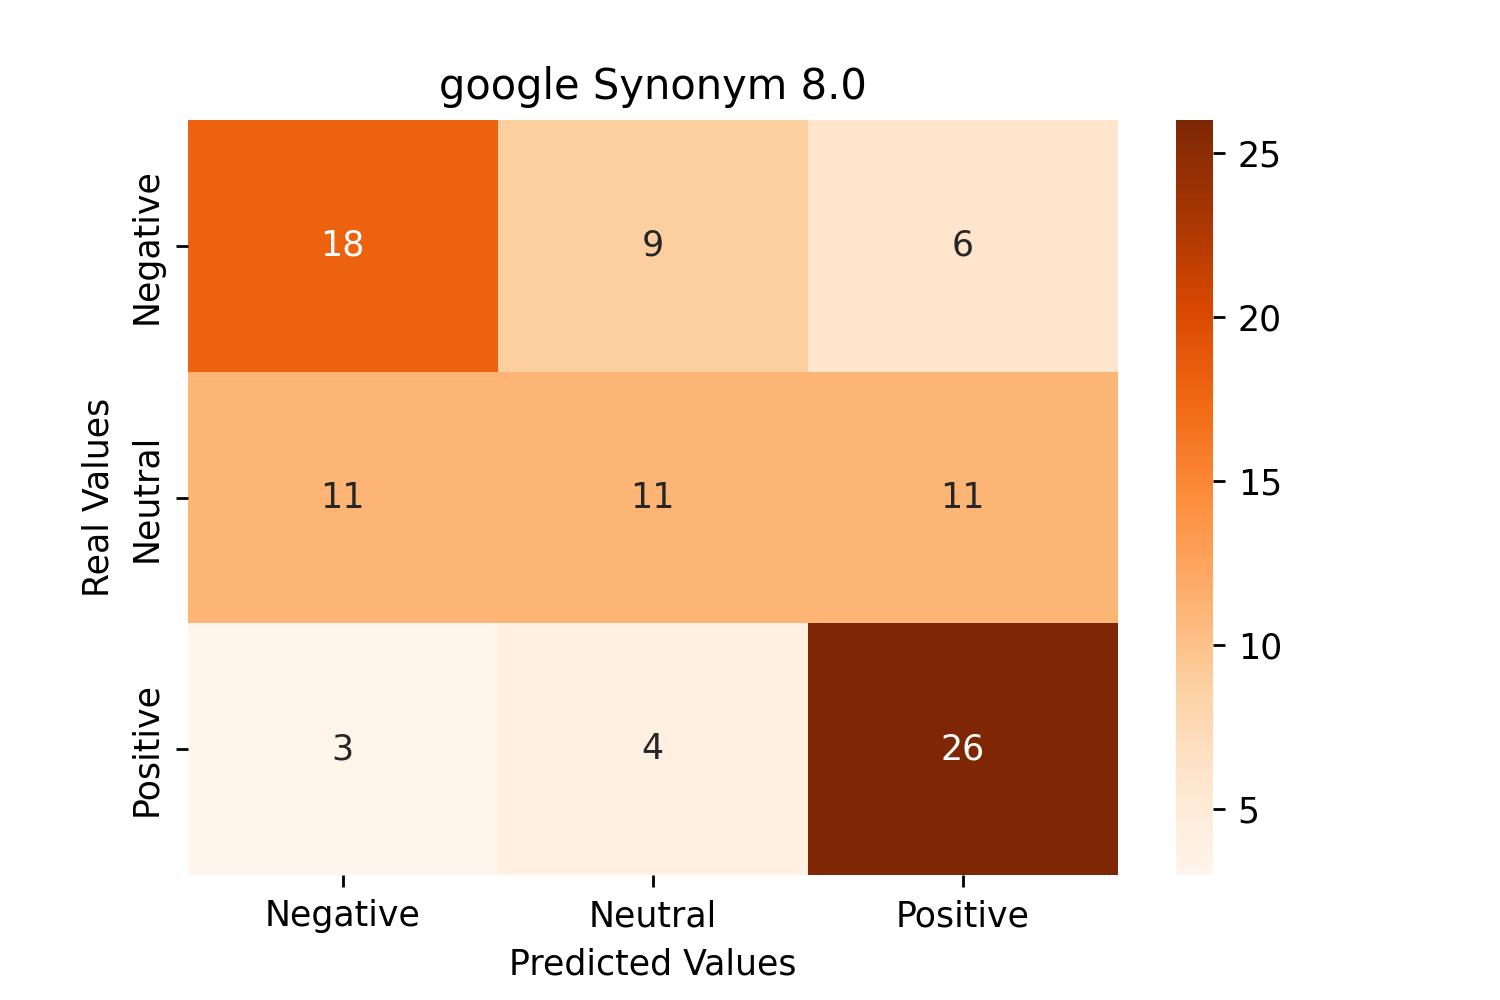 google Synonym 8.0
Real Values
Negative
18 9 6
Neutral
11 11 11
Positive
3 4 26
Negative Neutral Positive
Predicted Values
25
20
15
10
5